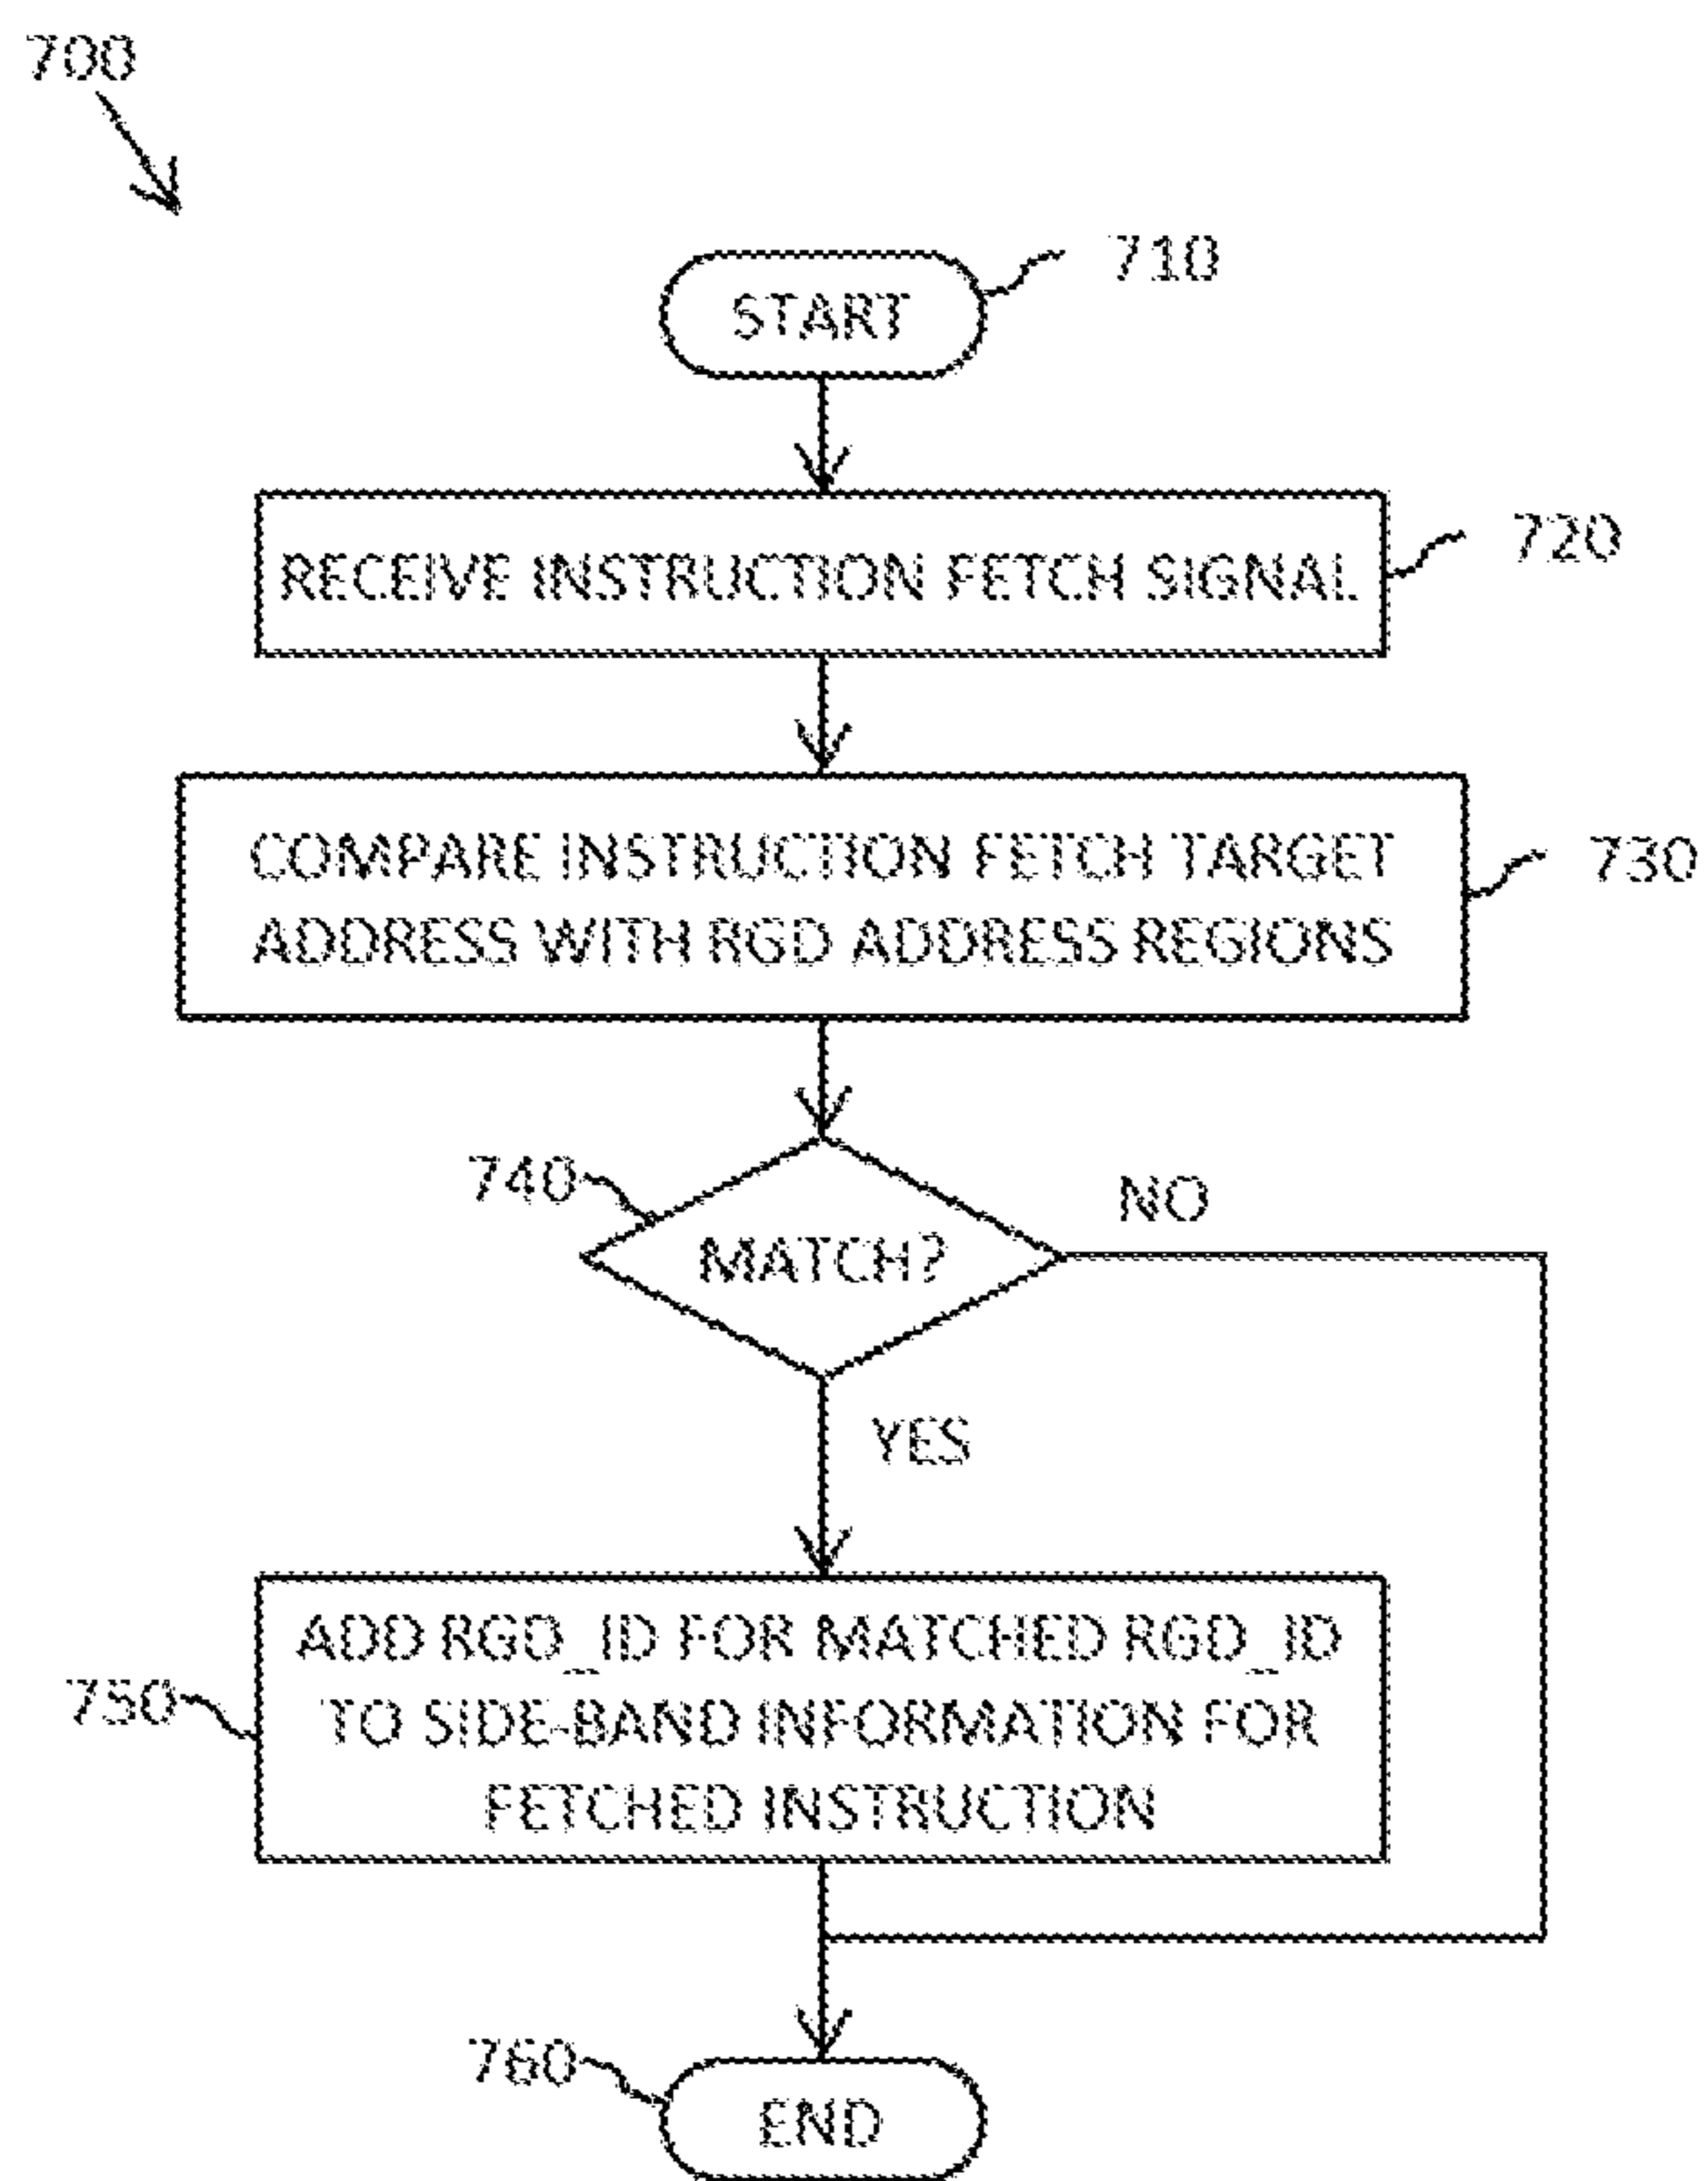 700
710
START
720
RECEIVE INSTRUCTION FETCH SIGNAL
730
COMPARE INSTRUCTION FETCH TARGET
ADDRESS WITH RGD ADDRESS REGIONS
740
NO
MATCH?
YES
ADD RGD_ID FOR MATCHED RGD_ID
750
TO SIDE-BAND INFORMATION FOR
FETCHED INSTRUCTION
760
END